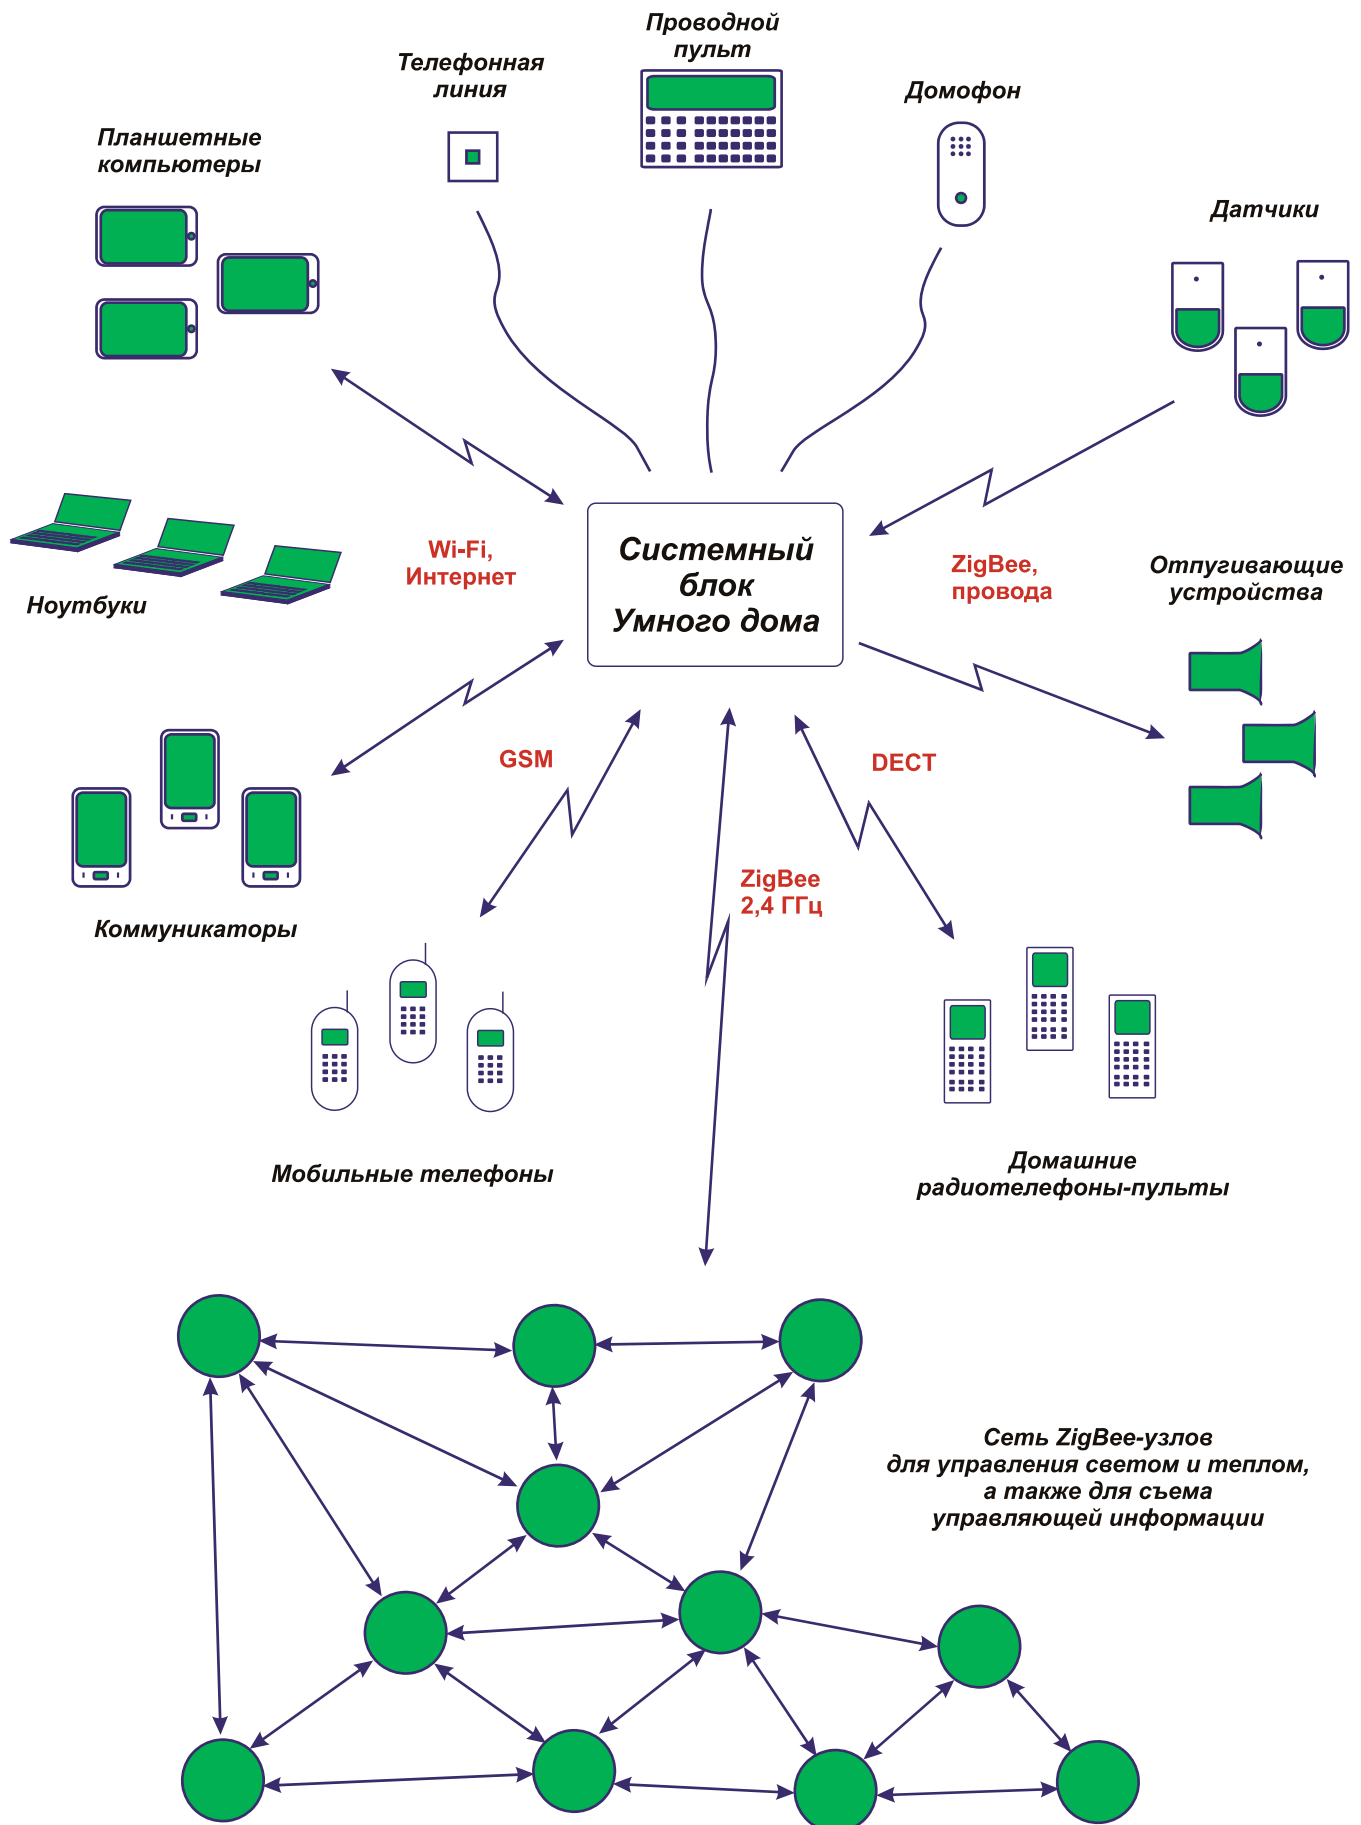 Проводной
пульт
Телефонная
линия
Домофон
Планшетные
компьютеры
Датчики
Wi-Fi,
Интернет
Системный
блок
Умного дома
ZigBee,
провода
Отпугивающие
устройства
Ноутбуки
GSM
DECT
ZigBee
2,4 ГГц
Коммуникаторы
Мобильные телефоны
Домашние
радиотелефоны-пульты
Сеть ZigBee-узлов
для управления светом и теплом,
а также для съема
управляющей информации